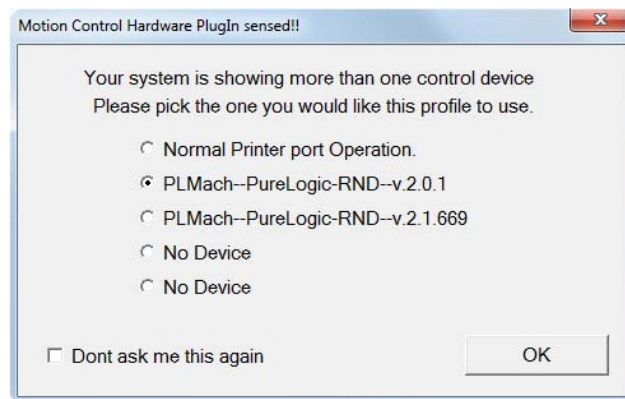 Motion Control Hardware PlugIn sensed!!
Your system is showing more than one control device
Please pick the one you would like this profile to use.
Normal Printer port Operation.
PLMach--PureLogic-RND--v.2.0.1
PLMach--PureLogic-RND--v.2.1.669
No Device
No Device
Dont ask me this again
OK